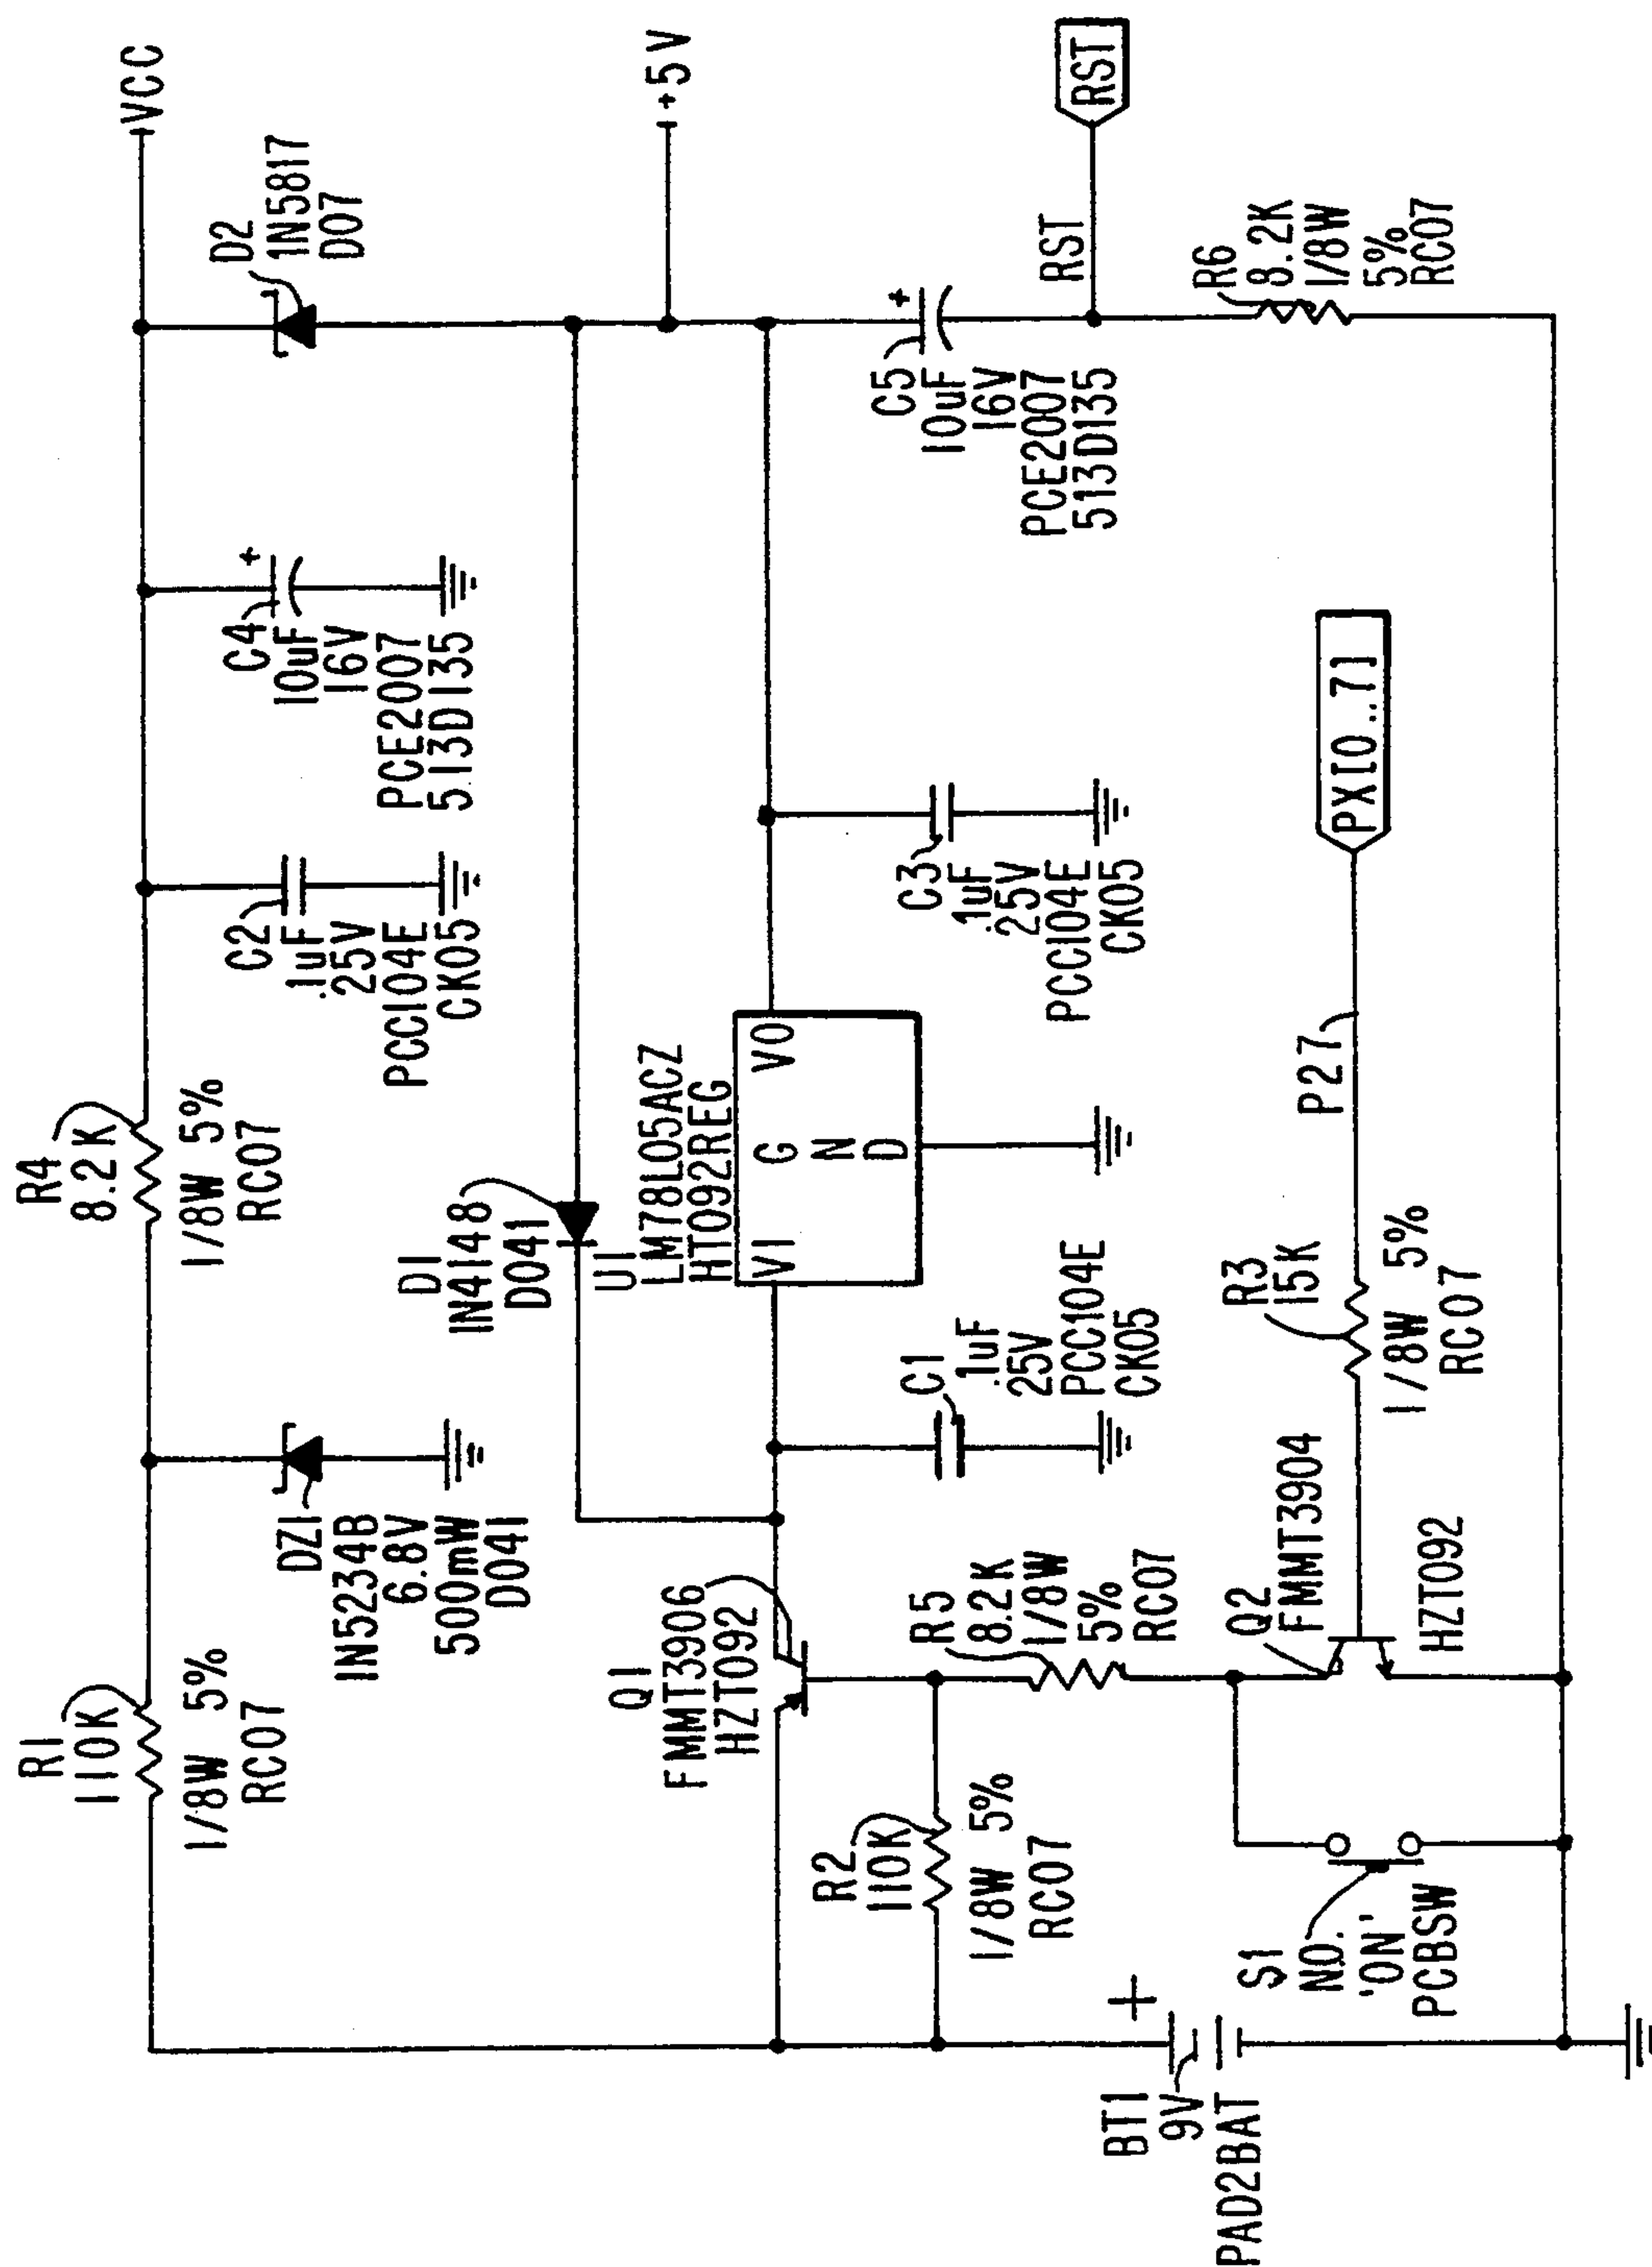 R1
110K
1/8W 5%
RC07
R4
8.2K
1/8W 5%
RC07
VCC
DZ1
IN5234B
6.8V
500mW
D041
C2
.1uF
25V
PCC104E
CK05
C4
+
10uF
16V
PCE2007
513D135
D2
1N5817
D07
+5V
D1
IN4148
D041
U1
LM78L05ACZ
HT092REG
VI
VO
G
N
D
Q1
FMMT3906
HZT092
C1
.1uF
25V
PCC104E
CK05
C3
.1uF
25V
PCC104E
CK05
C5
+
10uF
16V
PCE2007
513D135
RST
RST
R2
110K
1/8W 5%
RC07
R5
8.2K
1/8W
5%
RC07
R6
8.2K
1/8W
5%
RC07
BT1
9V
PAD2BAT
+
S1
N.O.
'ON'
PCBSW
Q2
FMMT3904
HZT092
R3
15K
1/8W 5%
RC07
P27
PX[0..7]